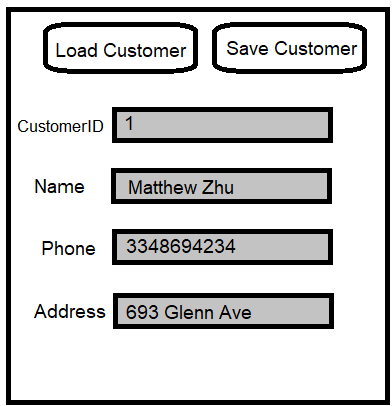 Load Customer Save Customer
CustomerID 1
Name Matthew Zhu
Phone 3348694234
Address 693 Glenn Ave